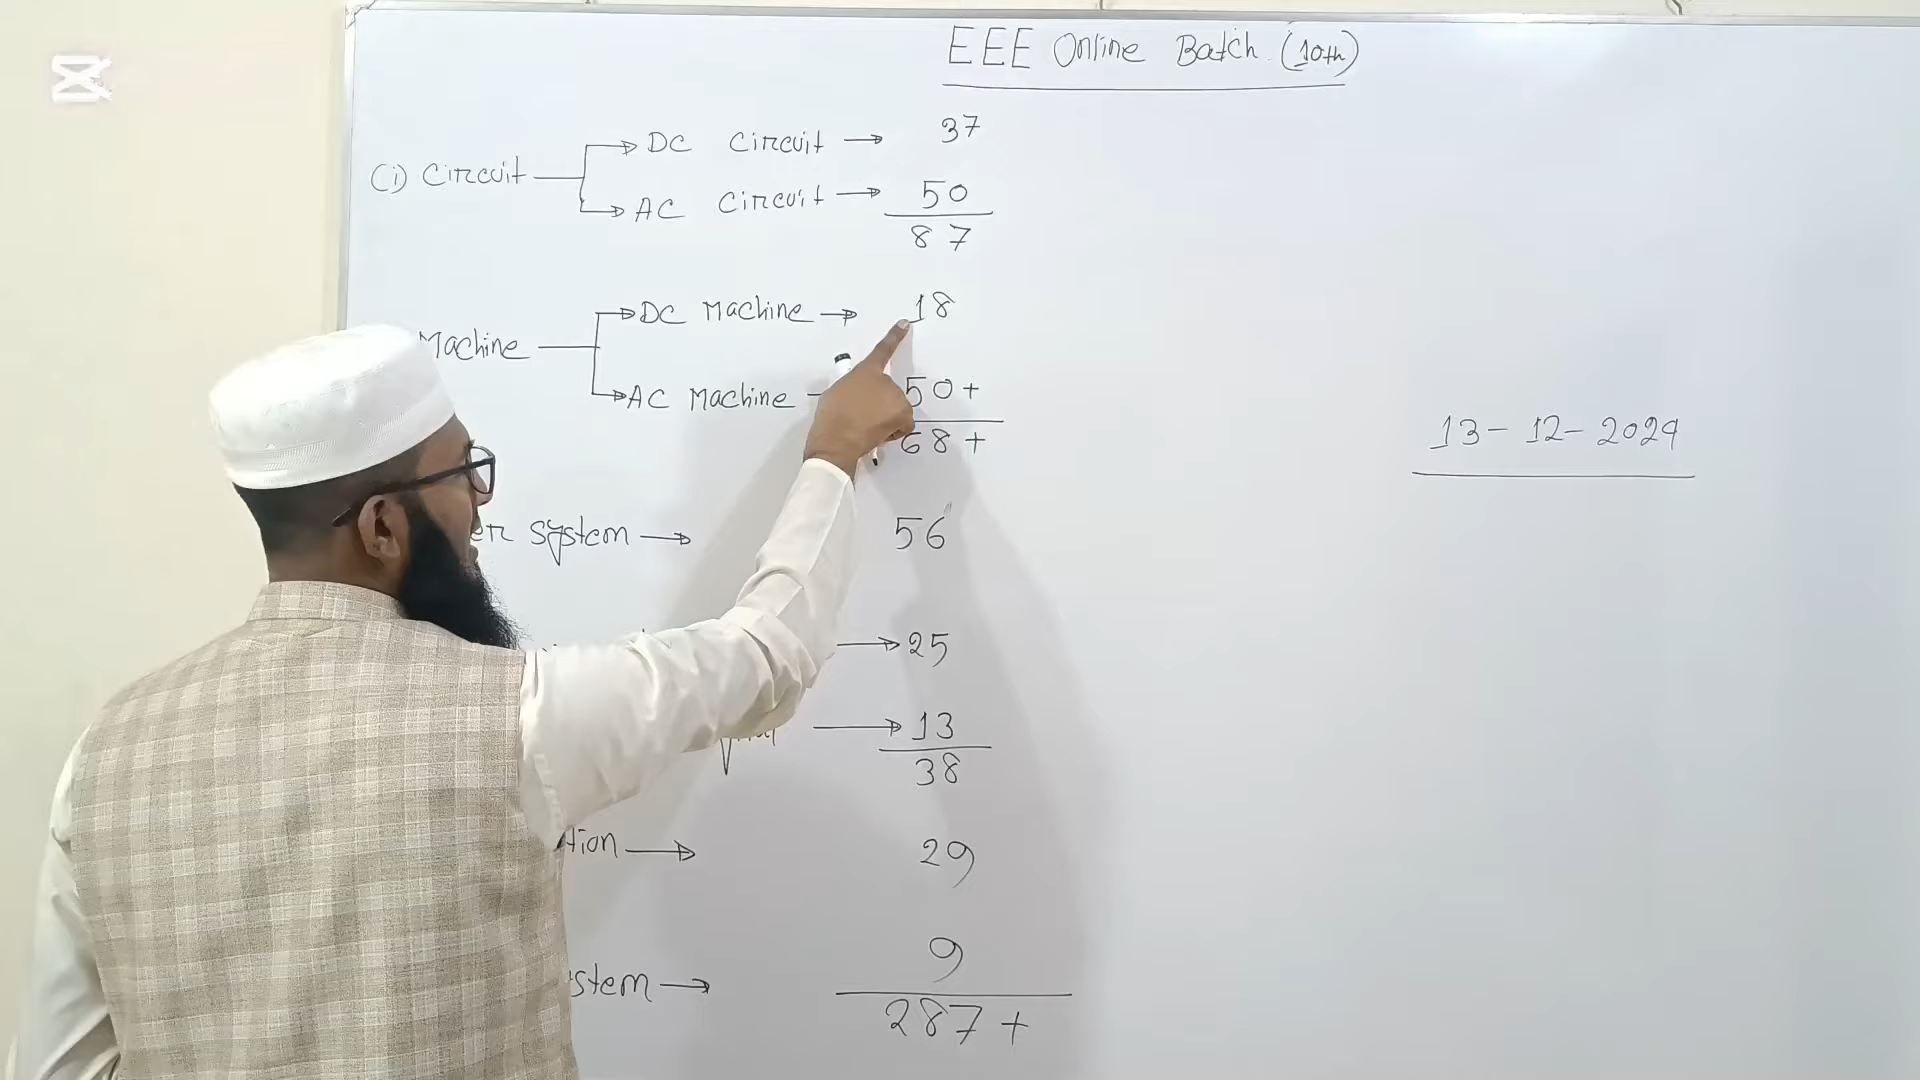 EEE Online Batch (10th)
(i) Circuit
DC Circuit → 37
AC Circuit → 50
87
Machine
DC Machine → 18
AC Machine 50+
68+
13-12-2024
er system → 56
→ 25
→ 13
38
tion → 29
stem → 9
287+